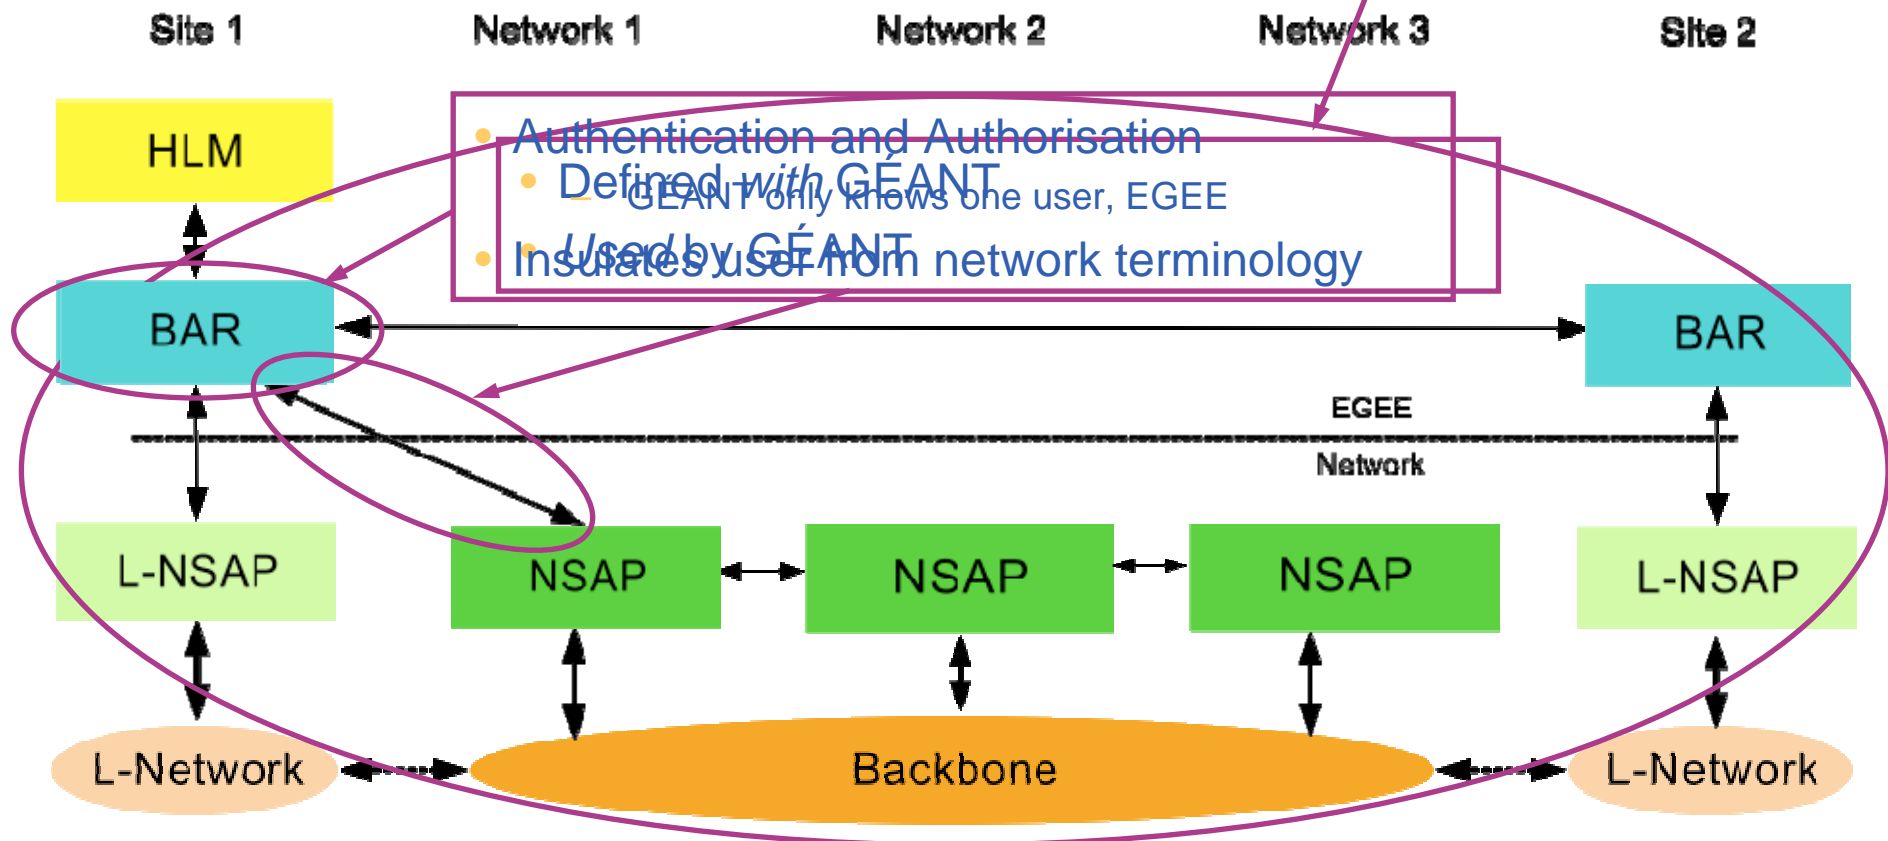 Site 1
Network 1
Network 2
Network 3
Site 2
HLM
• Authentication and Authorisation
– GÉANT only knows one user, EGEE
• Insulates user from network terminology
• Defined with GÉANT
• Used by GÉANT
BAR
BAR
EGEE
Network
L-NSAP
NSAP
NSAP
NSAP
L-NSAP
L-Network
Backbone
L-Network